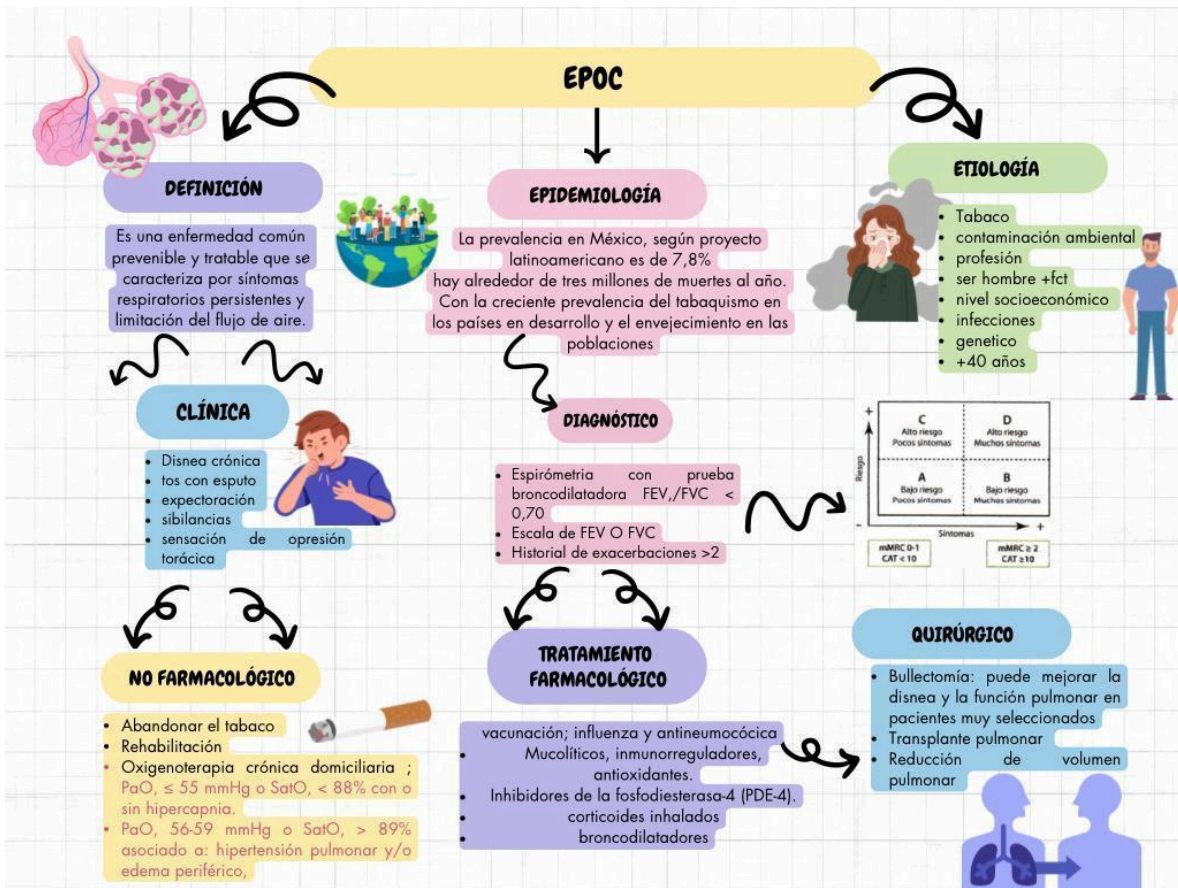 EPOC
DEFINICIÓN
Es una enfermedad común
prevenible y tratable que se
caracteriza por síntomas
respiratorios persistentes y
limitación del flujo de aire.
EPIDEMIOLOGÍA
La prevalencia en México, según proyecto
latinoamericano es de 7,8%
hay alrededor de tres millones de muertes al año.
Con la creciente prevalencia del tabaquismo en
los países en desarrollo y el envejecimiento en las
poblaciones
ETIOLOGÍA
• Tabaco
• contaminación ambiental
• profesión
• ser hombre +fct
• nivel socioeconómico
• infecciones
• genetico
• +40 años
CLÍNICA
• Disnea crónica
• tos con esputo
• expectoración
• sibilancias
• sensación de opresión
torácica
DIAGNÓSTICO
• Espirómetria con prueba
broncodilatadora FEV,/FVC <
0,70
• Escala de FEV O FVC
• Historial de exacerbaciones >2
+
Riesgo
-
C
Alto riesgo
Pocos síntomas
D
Alto riesgo
Muchos síntomas
A
Bajo riesgo
Pocos síntomas
B
Bajo riesgo
Muchos síntomas
Síntomas
+
mMRC 0-1
CAT < 10
mMRC ≥ 2
CAT ≥10
NO FARMACOLÓGICO
• Abandonar el tabaco
• Rehabilitación
• Oxigenoterapia crónica domiciliaria ;
PaO, ≤ 55 mmHg o SatO, < 88% con o
sin hipercapnia.
• PaO, 56-59 mmHg o SatO, > 89%
asociado a: hipertensión pulmonar y/o
edema periférico,
TRATAMIENTO
FARMACOLÓGICO
vacunación; influenza y antineumocócica
• Mucolíticos, inmunorreguladores,
antioxidantes.
• Inhibidores de la fosfodiesterasa-4 (PDE-4).
• corticoides inhalados
• broncodilatadores
QUIRÚRGICO
• Bullectomía: puede mejorar la
disnea y la función pulmonar en
pacientes muy seleccionados
• Transplante pulmonar
• Reducción de volumen
pulmonar